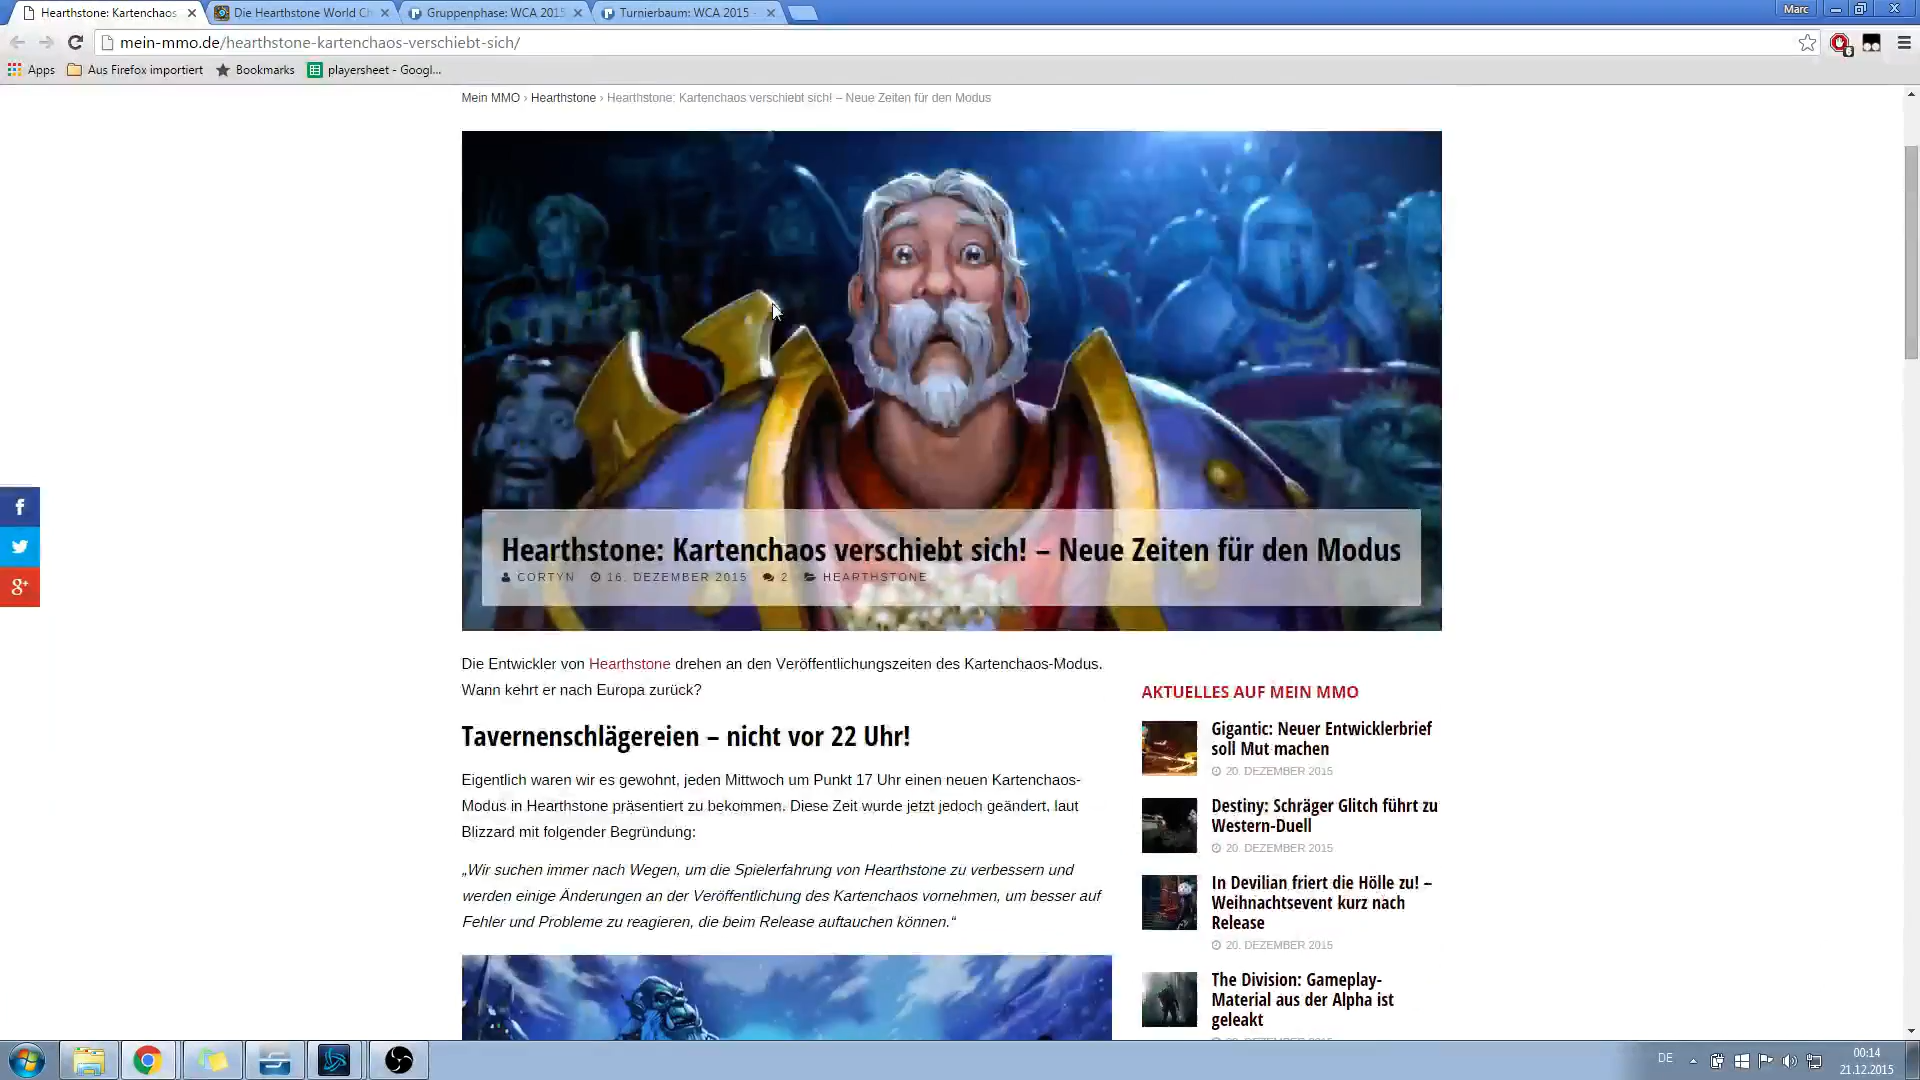 Hearthstone: Kartenchaos
Die Hearthstone World Ch
Gruppenphase: WCA 2015
Turnierbaum: WCA 2015 -
Marc
mein-mmo.de/hearthstone-kartenchaos-verschiebt-sich/
Apps
Aus Firefox importiert
Bookmarks
playersheet - Googl...
Mein MMO › Hearthstone › Hearthstone: Kartenchaos verschiebt sich! – Neue Zeiten für den Modus
Hearthstone: Kartenchaos verschiebt sich! – Neue Zeiten für den Modus
CORTYN 16. DEZEMBER 2015 2 HEARTHSTONE
Die Entwickler von Hearthstone drehen an den Veröffentlichungszeiten des Kartenchaos-Modus.
Wann kehrt er nach Europa zurück?
Tavernenschlägereien – nicht vor 22 Uhr!
Eigentlich waren wir es gewohnt, jeden Mittwoch um Punkt 17 Uhr einen neuen Kartenchaos-
Modus in Hearthstone präsentiert zu bekommen. Diese Zeit wurde jetzt jedoch geändert, laut
Blizzard mit folgender Begründung:
„Wir suchen immer nach Wegen, um die Spielerfahrung von Hearthstone zu verbessern und
werden einige Änderungen an der Veröffentlichung des Kartenchaos vornehmen, um besser auf
Fehler und Probleme zu reagieren, die beim Release auftauchen können.“
AKTUELLES AUF MEIN MMO
Gigantic: Neuer Entwicklerbrief
soll Mut machen
20. DEZEMBER 2015
Destiny: Schräger Glitch führt zu
Western-Duell
20. DEZEMBER 2015
In Devilian friert die Hölle zu! –
Weihnachtsevent kurz nach
Release
20. DEZEMBER 2015
The Division: Gameplay-
Material aus der Alpha ist
geleakt
f
g+
DE
00:14
21.12.2015